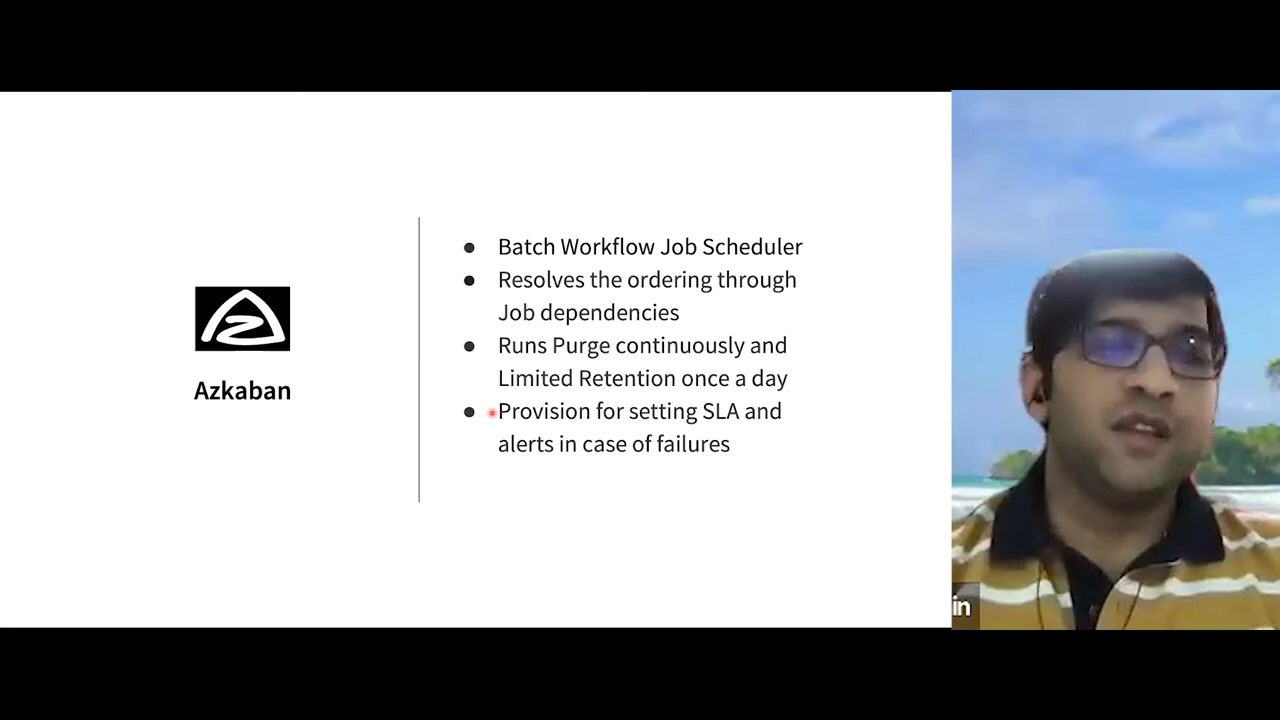 Azkaban
Batch Workflow Job Scheduler
Resolves the ordering through
Job dependencies
Runs Purge continuously and
Limited Retention once a day
Provision for setting SLA and
alerts in case of failures
in